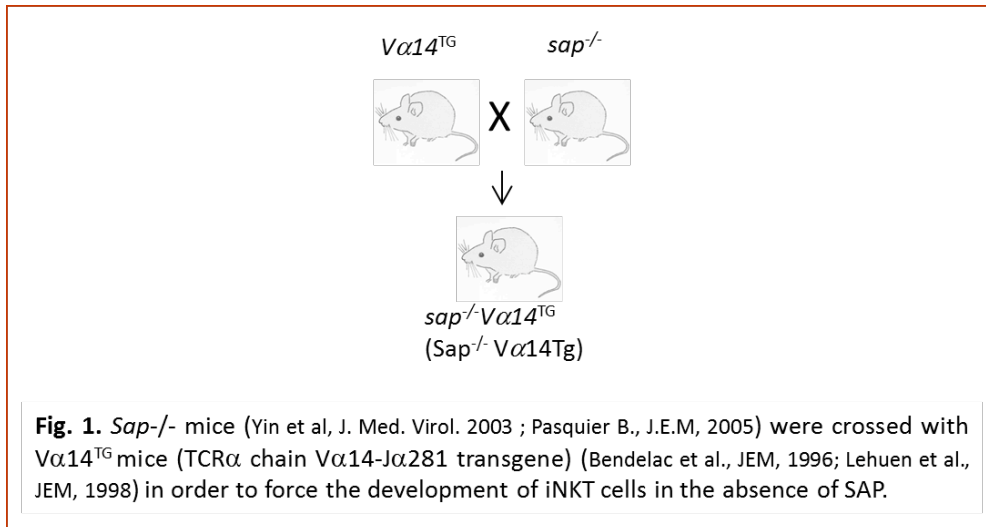 Vα14ᵀᴳ sap⁻/⁻
X
sap⁻/⁻Vα14ᵀᴳ
(Sap⁻/⁻ Vα14Tg)
Fig. 1. Sap-/- mice (Yin et al, J. Med. Virol. 2003 ; Pasquier B., J.E.M, 2005) were crossed with
Vα14ᵀᴳ mice (TCRα chain Vα14-Jα281 transgene) (Bendelac et al., JEM, 1996; Lehuen et al.,
JEM, 1998) in order to force the development of iNKT cells in the absence of SAP.